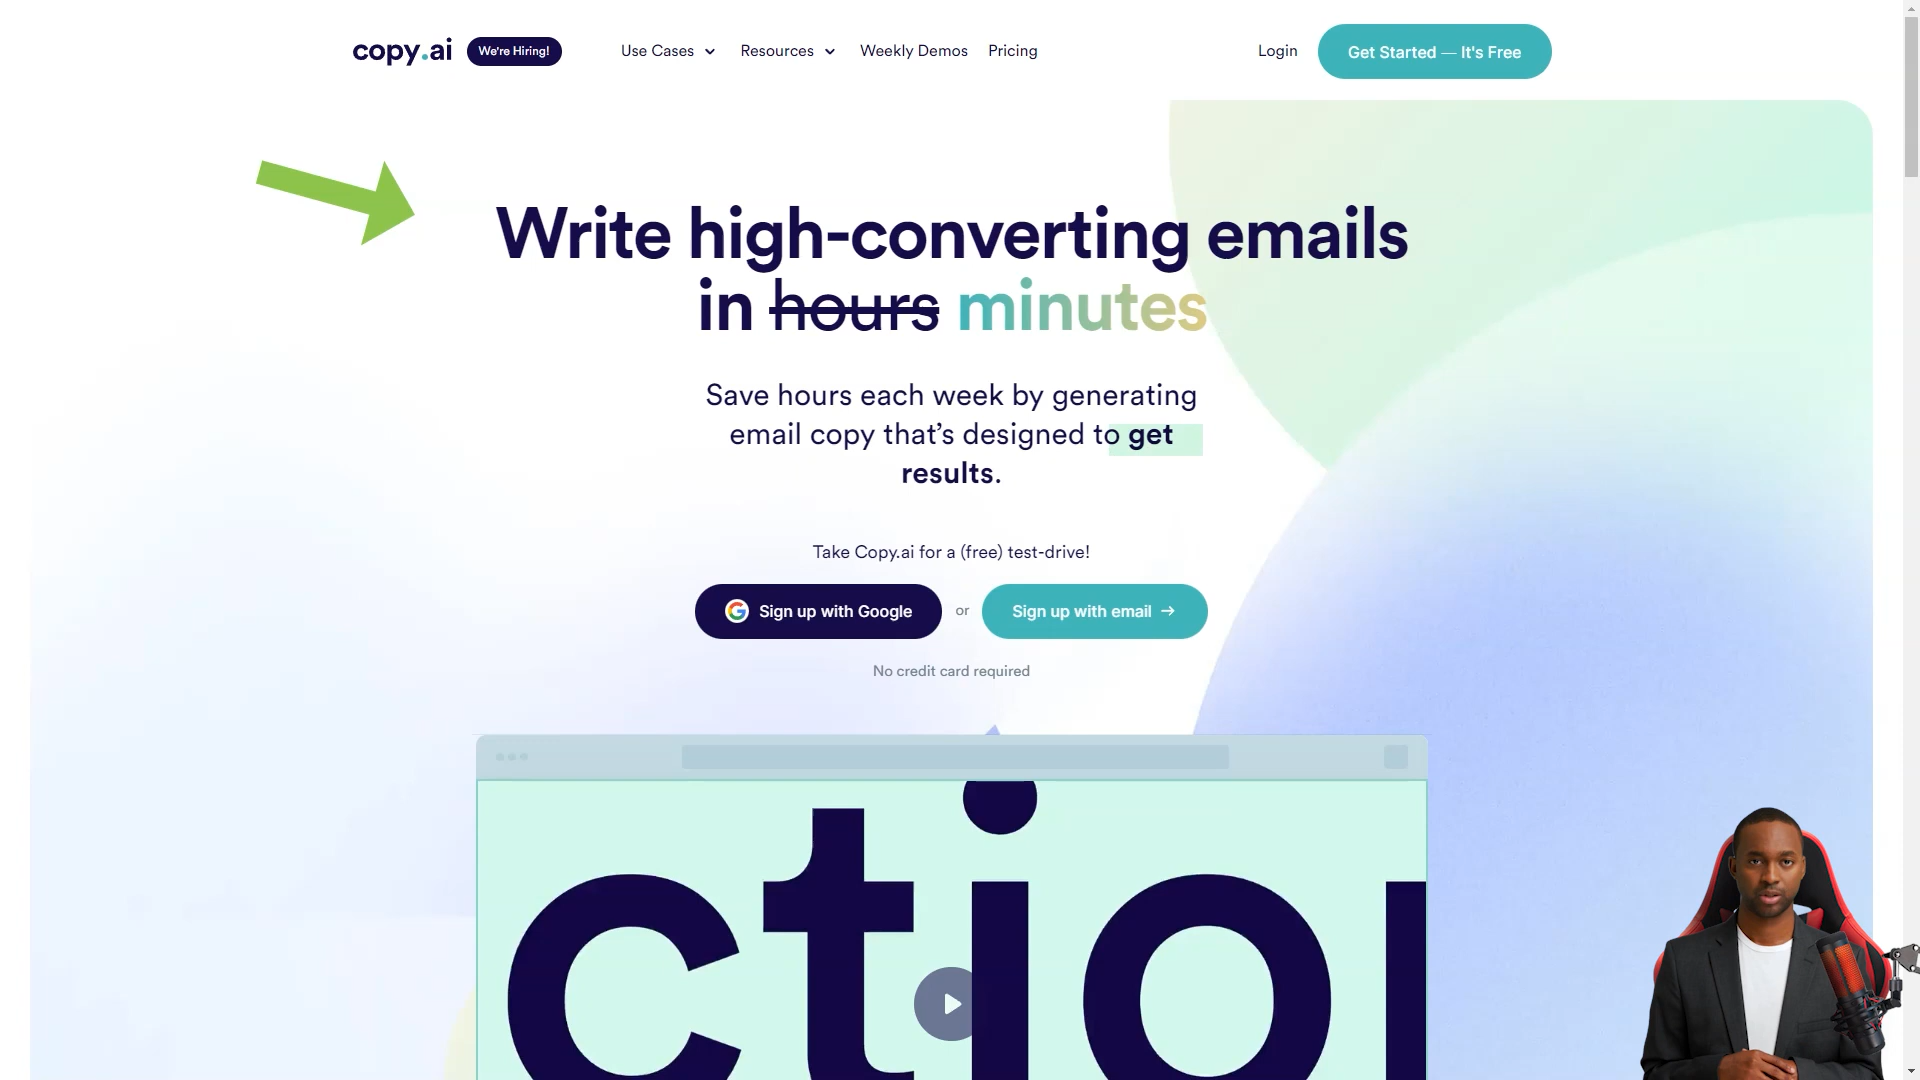 copy.ai We're Hiring! Use Cases Resources Weekly Demos Pricing Login Get Started — It's Free
Write high-converting emails
in hours minutes
Save hours each week by generating
email copy that's designed to get
results.
Take Copy.ai for a (free) test-drive!
Sign up with Google or Sign up with email →
No credit card required
ctio